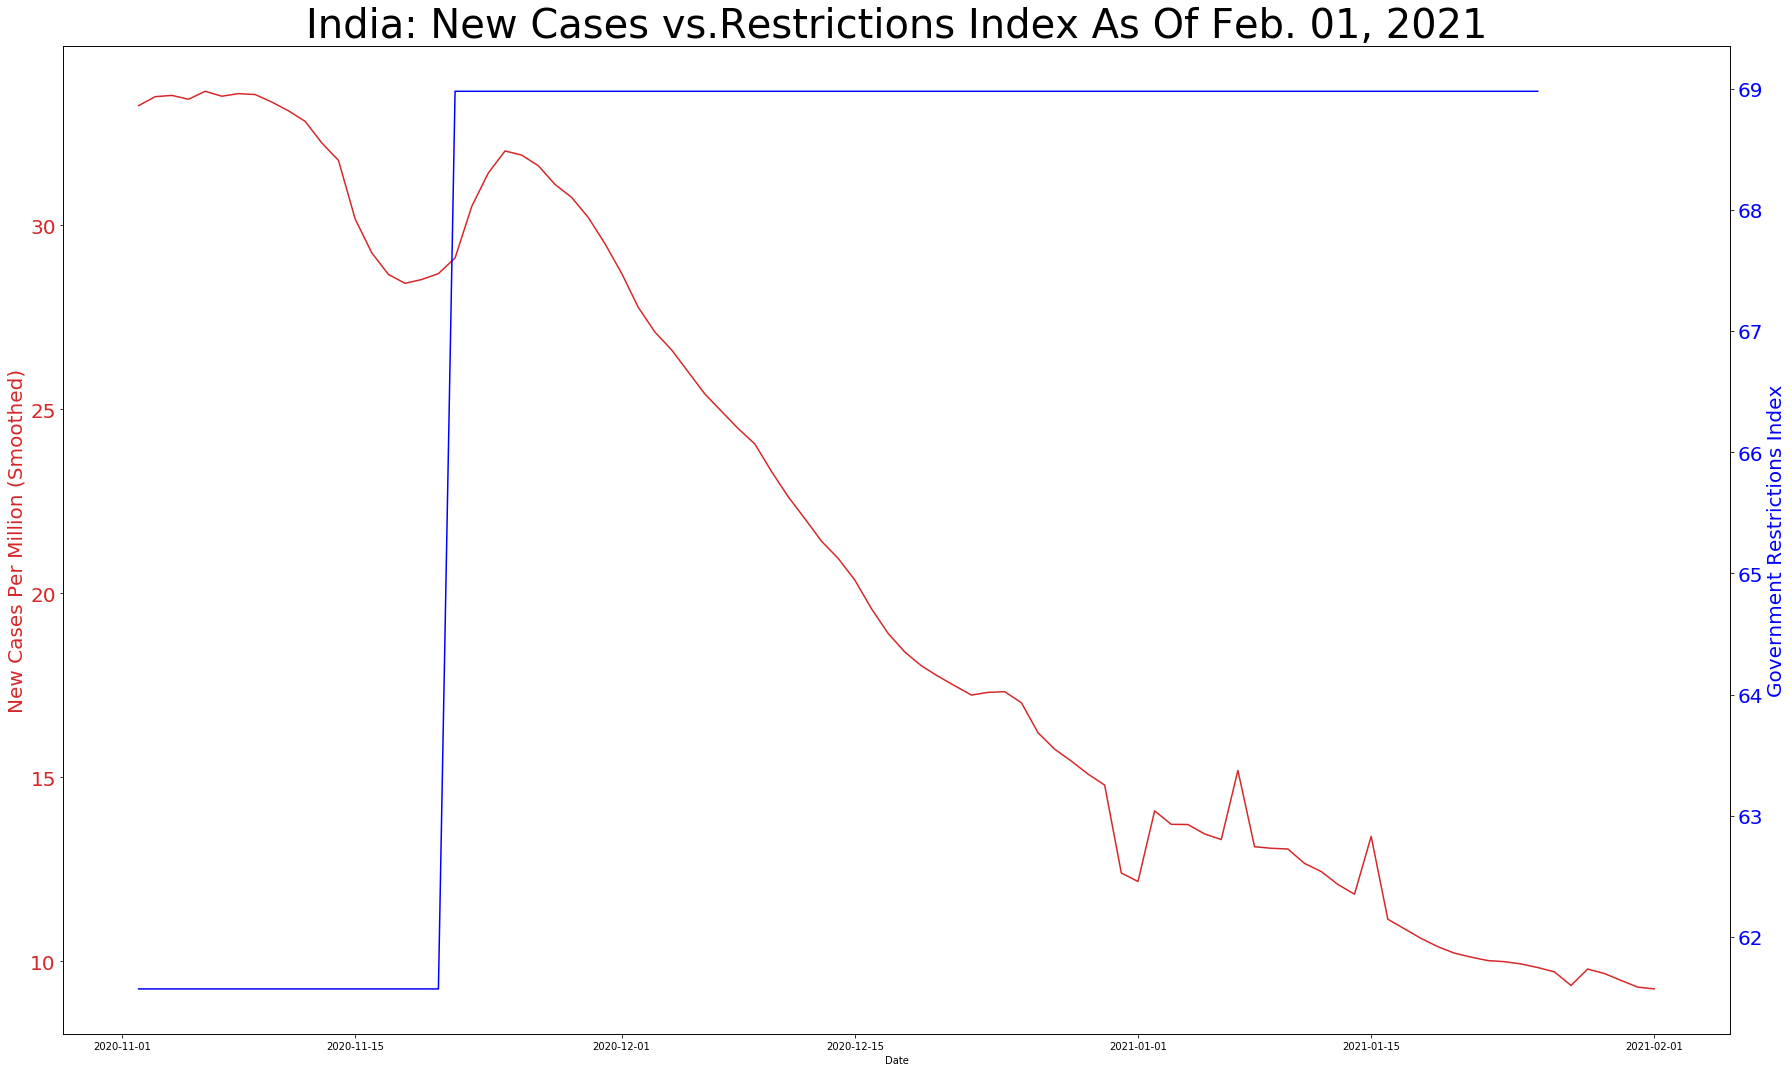 India: New Cases vs.Restrictions Index As Of Feb. 01, 2021
New Cases Per Million (Smoothed)
30
25
20
15
10
69
68
67
66
65
64
63
62
Government Restrictions Index
2020-11-01 2020-11-15 2020-12-01 2020-12-15 2021-01-01 2021-01-15 2021-02-01
Date